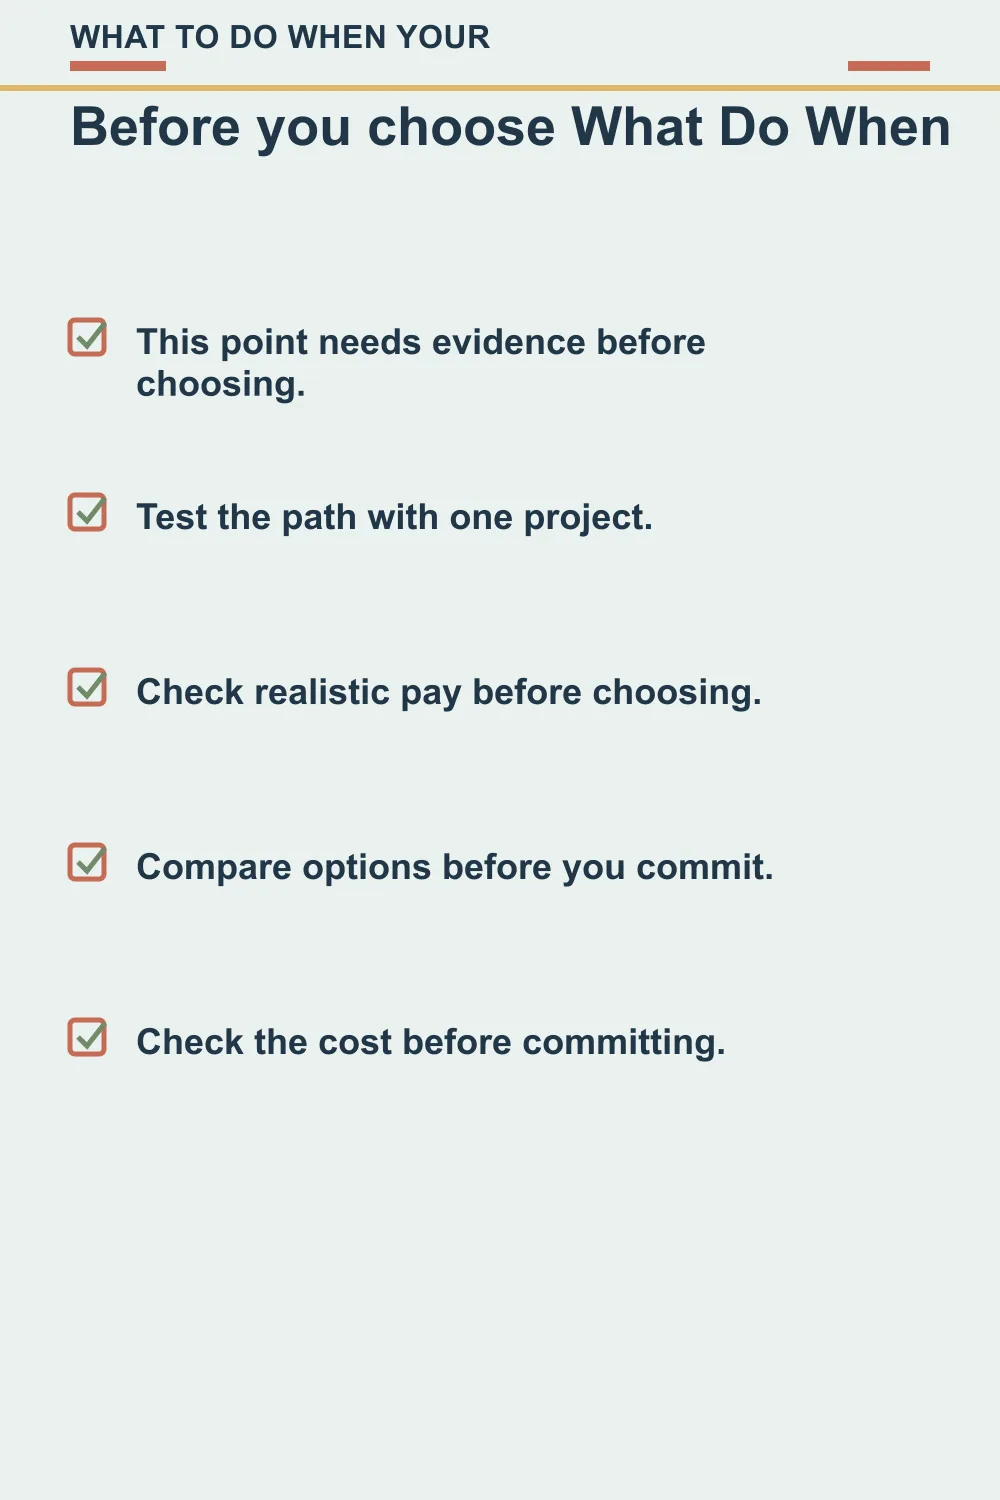 WHAT TO DO WHEN YOUR
Before you choose What Do When
This point needs evidence before
choosing.
Test the path with one project.
Check realistic pay before choosing.
Compare options before you commit.
Check the cost before committing.